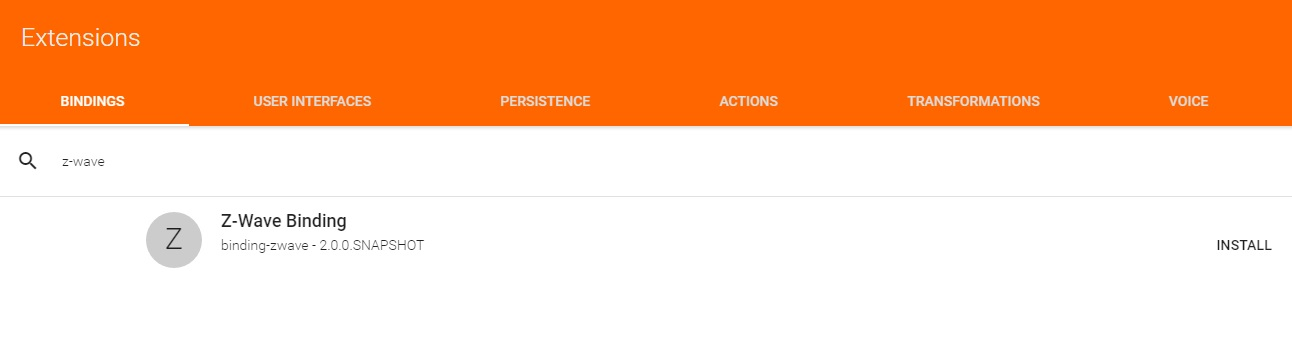 Extensions
BINDINGS USER INTERFACES PERSISTENCE ACTIONS TRANSFORMATIONS VOICE
z-wave
Z
Z-Wave Binding
binding-zwave - 2.0.0.SNAPSHOT
INSTALL